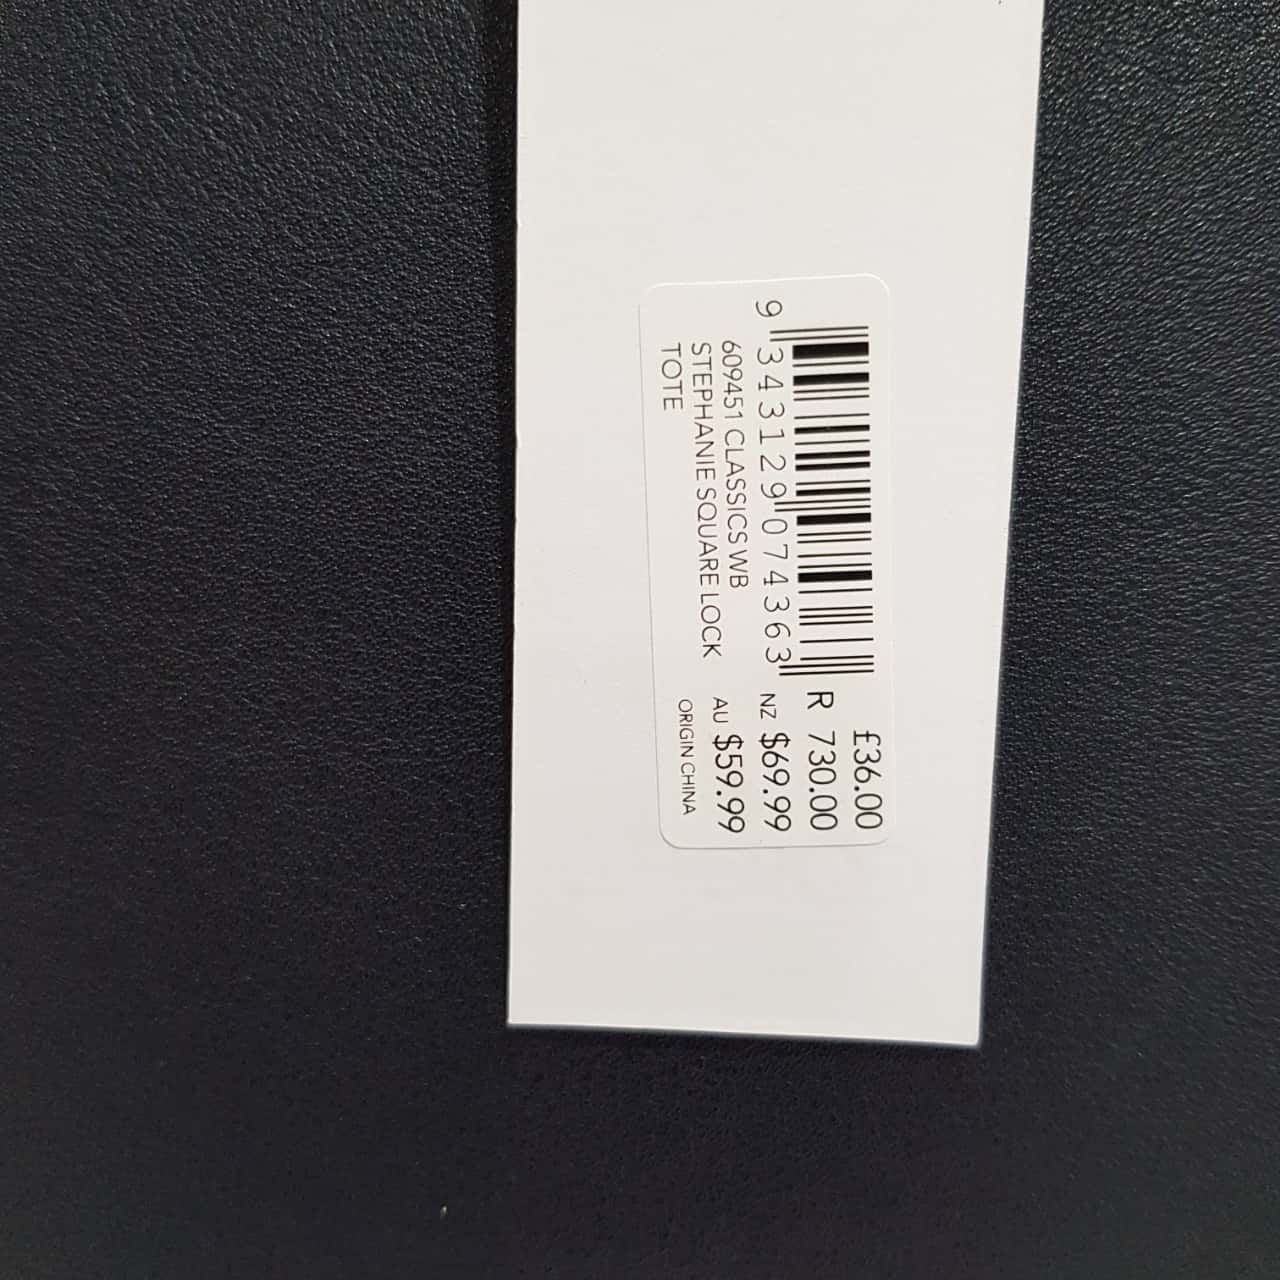 9 343129 074363
609451 CLASSICS WB
STEPHANIE SQUARE LOCK
TOTE
£36.00
R 730.00
NZ $69.99
AU $59.99
ORIGIN CHINA